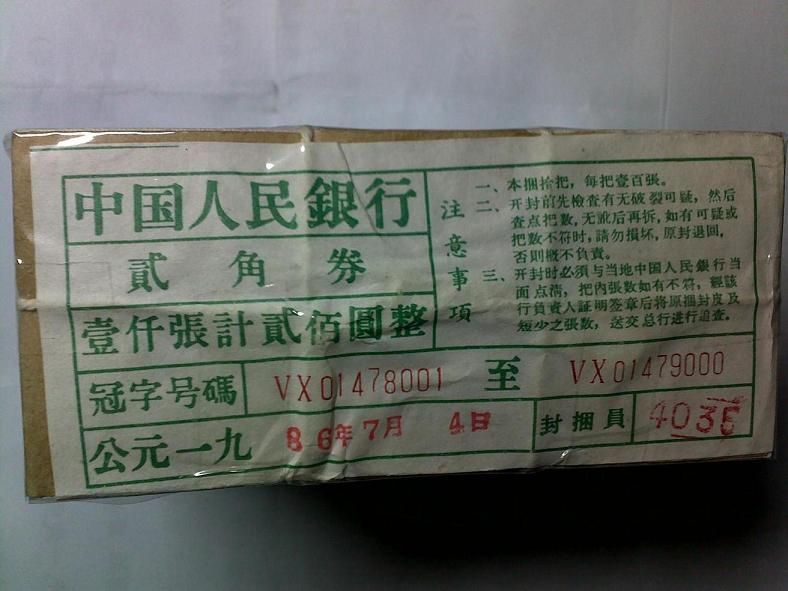 中国人民銀行
貳角券
壹仟張計貳佰圓整
冠字号碼 VX01478001 至 VX01479000
公元一九 86年7月 4日 封捆員 4035
注意事項
一、本捆拾把，每把壹百張。
二、开封前先檢查有无破裂可疑，然后
查点把数，无訛后再拆，如有可疑或
把数不符时，請勿損坏，原封退回，
否則概不負責。
三、开封时必須与当地中国人民銀行当
面点清，把內張数如有不符，經該
行負責人証明签章后将原捆封皮及
短少之張数，送交总行进行追查。